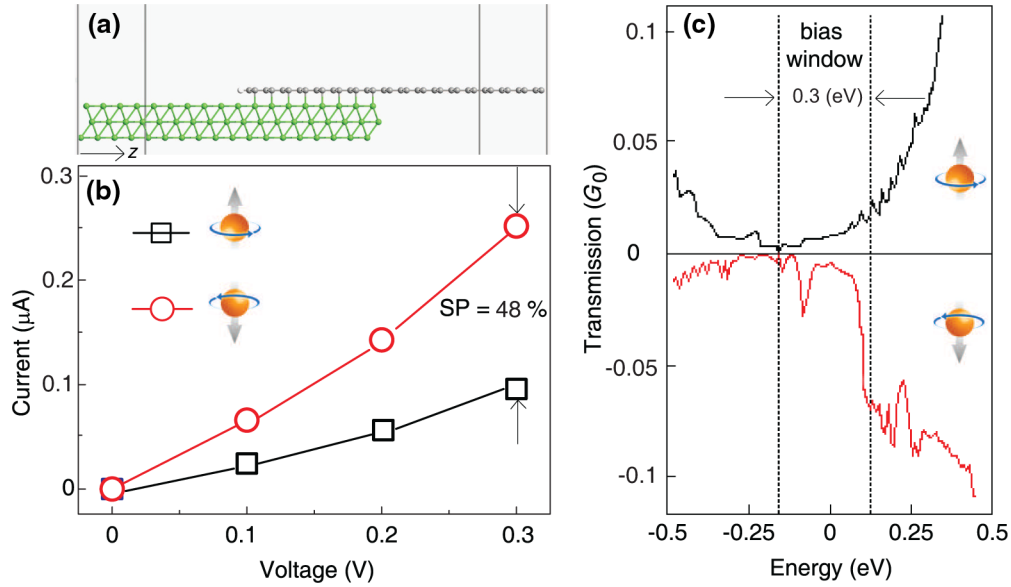 (a)
z
(b)
0.3
0.2
0.1
0
Current (μA)
SP = 48 %
0
0.1
0.2
0.3
Voltage (V)
(c)
bias
window
0.3 (eV)
0.1
0.05
0
-0.05
-0.1
Transmission (G0)
-0.5
-0.25
0
0.25
0.5
Energy (eV)